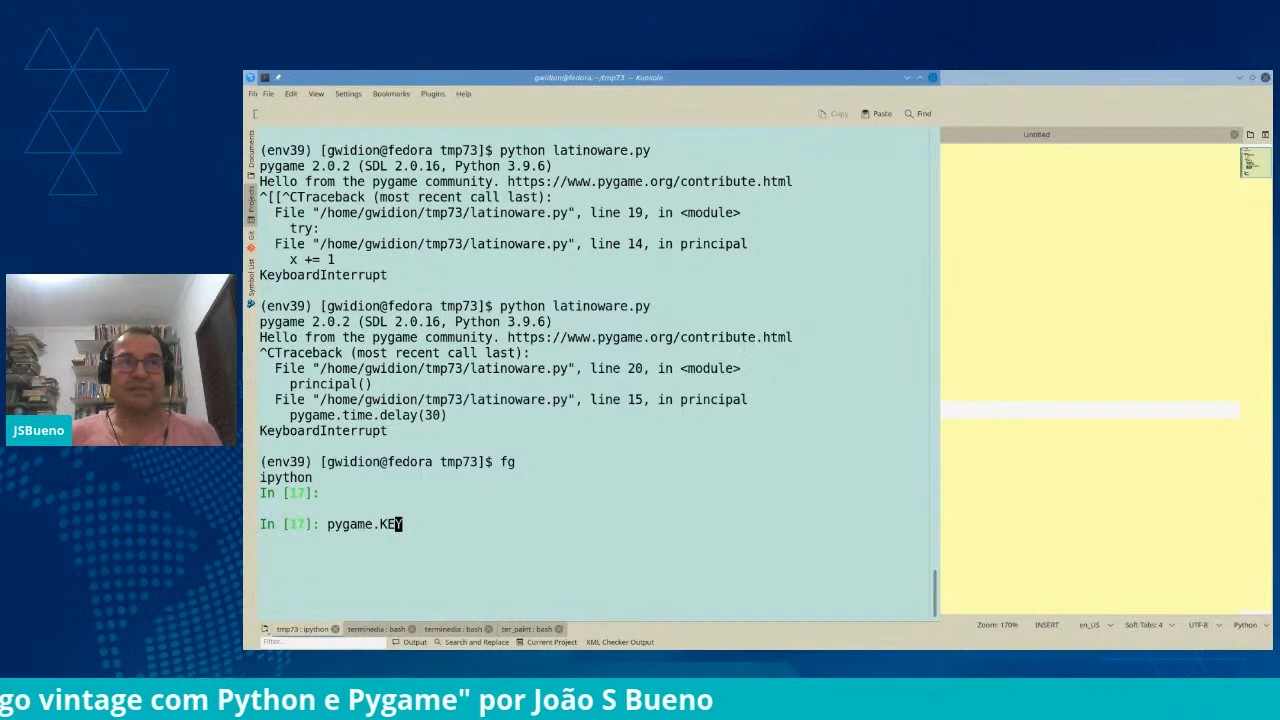 gwidion@fedora:~/tmp73 — Konsole
Fil File Edit View Settings Bookmarks Plugins Help
Copy Paste Find
Untitled
Documents
Projects
Git
Symbol List
(env39) [gwidion@fedora tmp73]$ python latinoware.py
pygame 2.0.2 (SDL 2.0.16, Python 3.9.6)
Hello from the pygame community. https://www.pygame.org/contribute.html
^[[^CTraceback (most recent call last):
File "/home/gwidion/tmp73/latinoware.py", line 19, in <module>
try:
File "/home/gwidion/tmp73/latinoware.py", line 14, in principal
x += 1
KeyboardInterrupt
(env39) [gwidion@fedora tmp73]$ python latinoware.py
pygame 2.0.2 (SDL 2.0.16, Python 3.9.6)
Hello from the pygame community. https://www.pygame.org/contribute.html
^CTraceback (most recent call last):
File "/home/gwidion/tmp73/latinoware.py", line 20, in <module>
principal()
File "/home/gwidion/tmp73/latinoware.py", line 15, in principal
pygame.time.delay(30)
KeyboardInterrupt
(env39) [gwidion@fedora tmp73]$ fg
ipython
In [17]:
In [17]: pygame.KEY
JSBueno
tmp73 : ipython terminedia : bash terminedia : bash ter_paint : bash
Filter... Output Search and Replace Current Project XML Checker Output
Zoom: 170% INSERT en_US Soft Tabs: 4 UTF-8 Python
go vintage com Python e Pygame" por João S Bueno